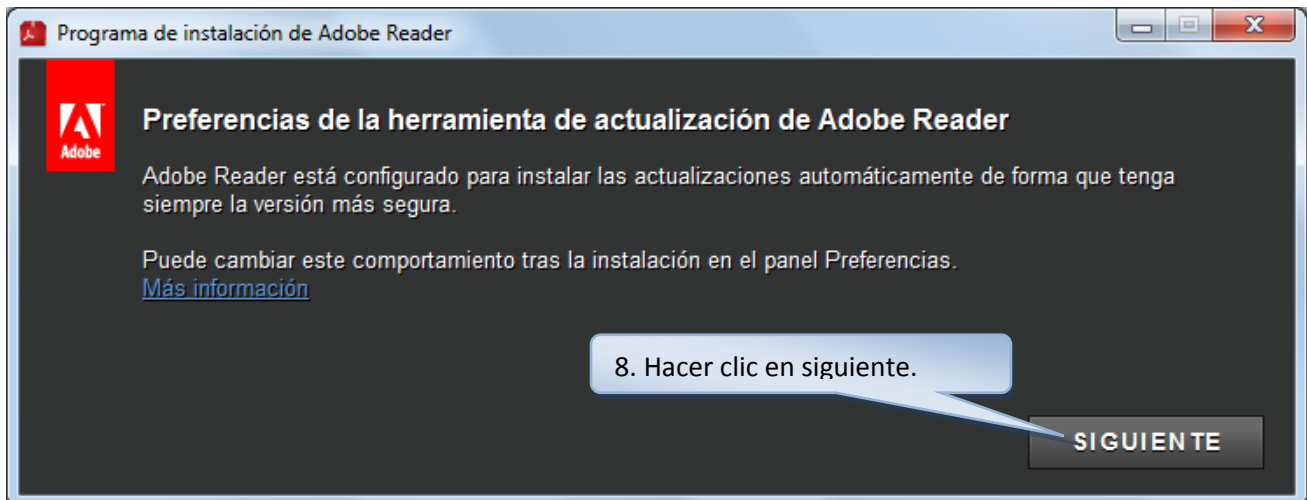 Programa de instalación de Adobe Reader
Adobe
Preferencias de la herramienta de actualización de Adobe Reader
Adobe Reader está configurado para instalar las actualizaciones automáticamente de forma que tenga
siempre la versión más segura.
Puede cambiar este comportamiento tras la instalación en el panel Preferencias.
Más información
8. Hacer clic en siguiente.
SIGUIENTE